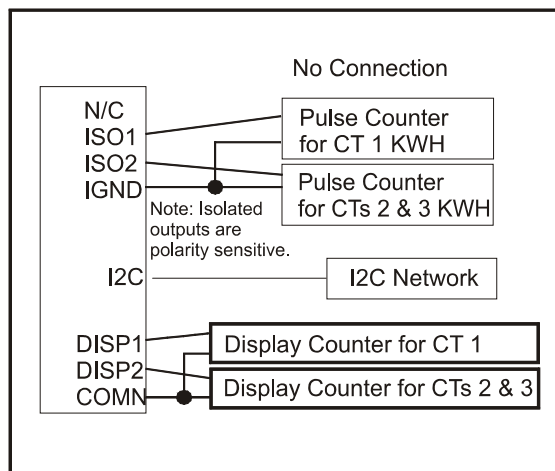 No Connection
N/C
ISO1
ISO2
IGND
Pulse Counter
for CT 1 KWH
Pulse Counter
for CTs 2 & 3 KWH
Note: Isolated
outputs are
polarity sensitive.
I2C
I2C Network
DISP1
DISP2
COMN
Display Counter for CT 1
Display Counter for CTs 2 & 3